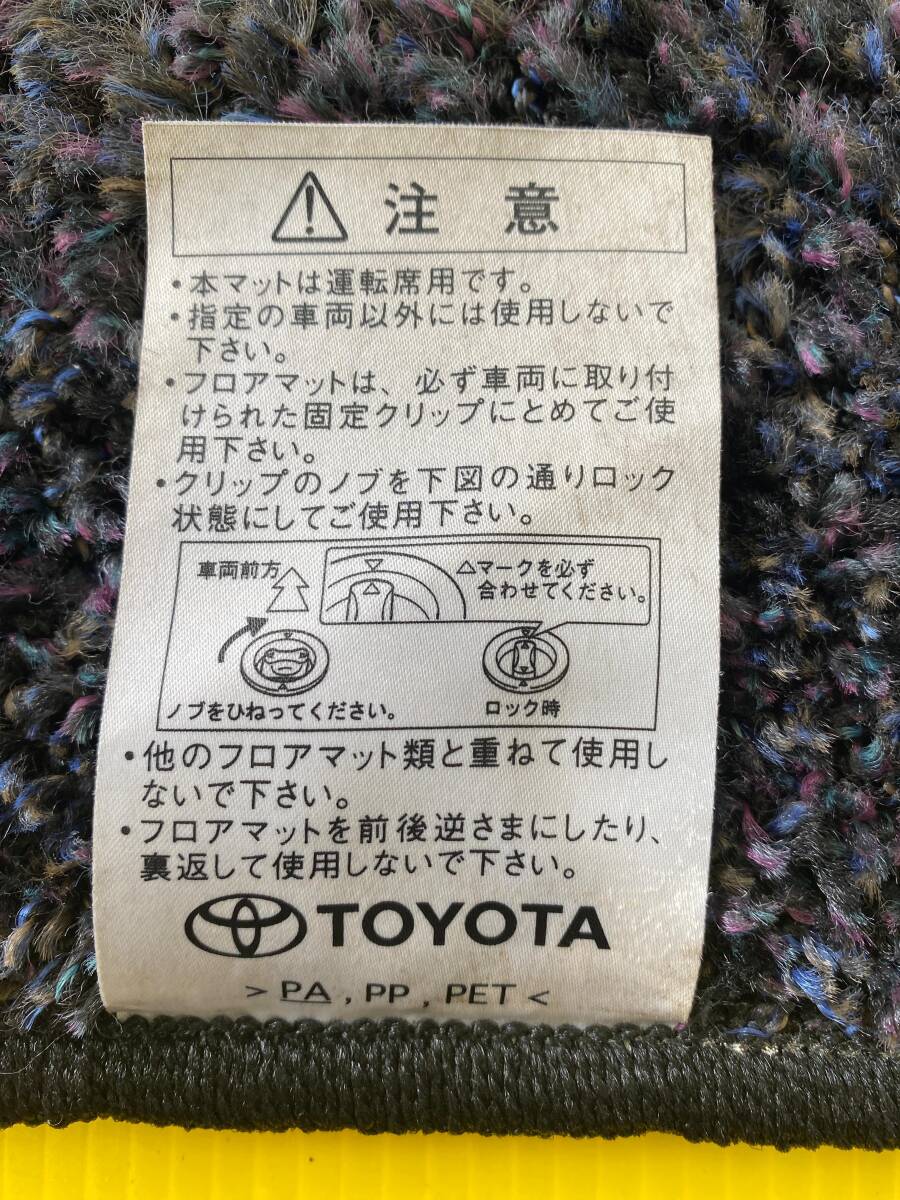 注意
・本マットは運転席用です。
・指定の車両以外には使用しないで
下さい。
・フロアマットは、必ず車両に取り付
けられた固定クリップにとめてご使
用下さい。
・クリップのノブを下図の通りロック
状態にしてご使用下さい。
車両前方
△マークを必ず
合わせてください。
ノブをひねってください。
ロック時
・他のフロアマット類と重ねて使用し
ないで下さい。
・フロアマットを前後逆さまにしたり、
裏返して使用しないで下さい。
TOYOTA
>PA,PP,PET<